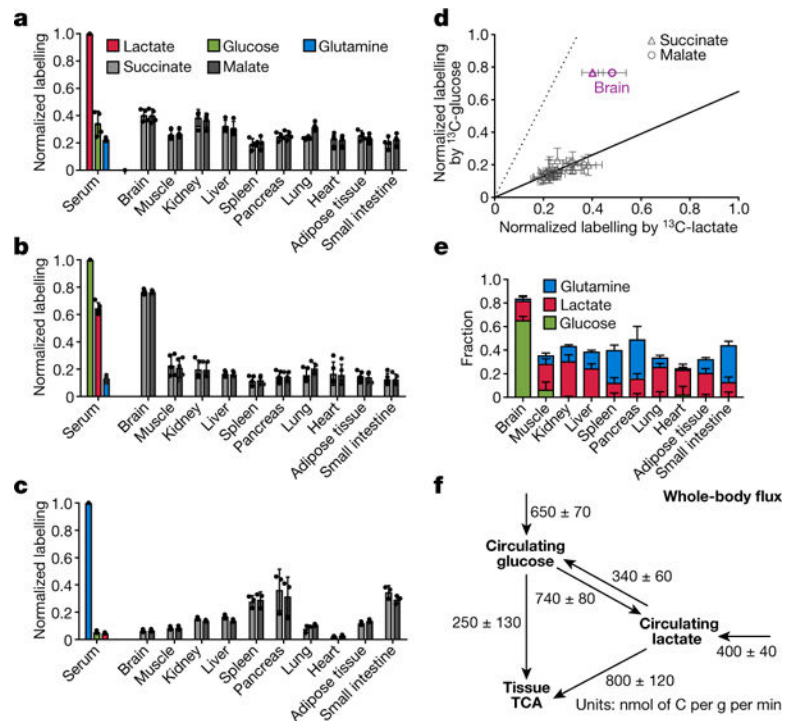 a
Normalized labelling
1.0
0.8
0.6
0.4
0.2
0
Lactate
Glucose
Glutamine
Succinate
Malate
Serum
Brain
Muscle
Kidney
Liver
Spleen
Pancreas
Lung
Heart
Adipose tissue
Small intestine
b
Normalized labelling
1.0
0.8
0.6
0.4
0.2
0
Serum
Brain
Muscle
Kidney
Liver
Spleen
Pancreas
Lung
Heart
Adipose tissue
Small intestine
c
Normalized labelling
1.0
0.8
0.6
0.4
0.2
0
Serum
Brain
Muscle
Kidney
Liver
Spleen
Pancreas
Lung
Heart
Adipose tissue
Small intestine
d
Normalized labelling
by ¹³C-glucose
1.0
0.8
0.6
0.4
0.2
0
Succinate
Malate
Brain
0
0.2
0.4
0.6
0.8
1.0
Normalized labelling by ¹³C-lactate
e
Fraction
1.0
0.8
0.6
0.4
0.2
0
Glutamine
Lactate
Glucose
Brain
Muscle
Kidney
Liver
Spleen
Pancreas
Lung
Heart
Adipose tissue
Small intestine
f
Whole-body flux
650 ± 70
Circulating
glucose
340 ± 60
740 ± 80
250 ± 130
Circulating
lactate
400 ± 40
800 ± 120
Tissue
TCA
Units: nmol of C per g per min